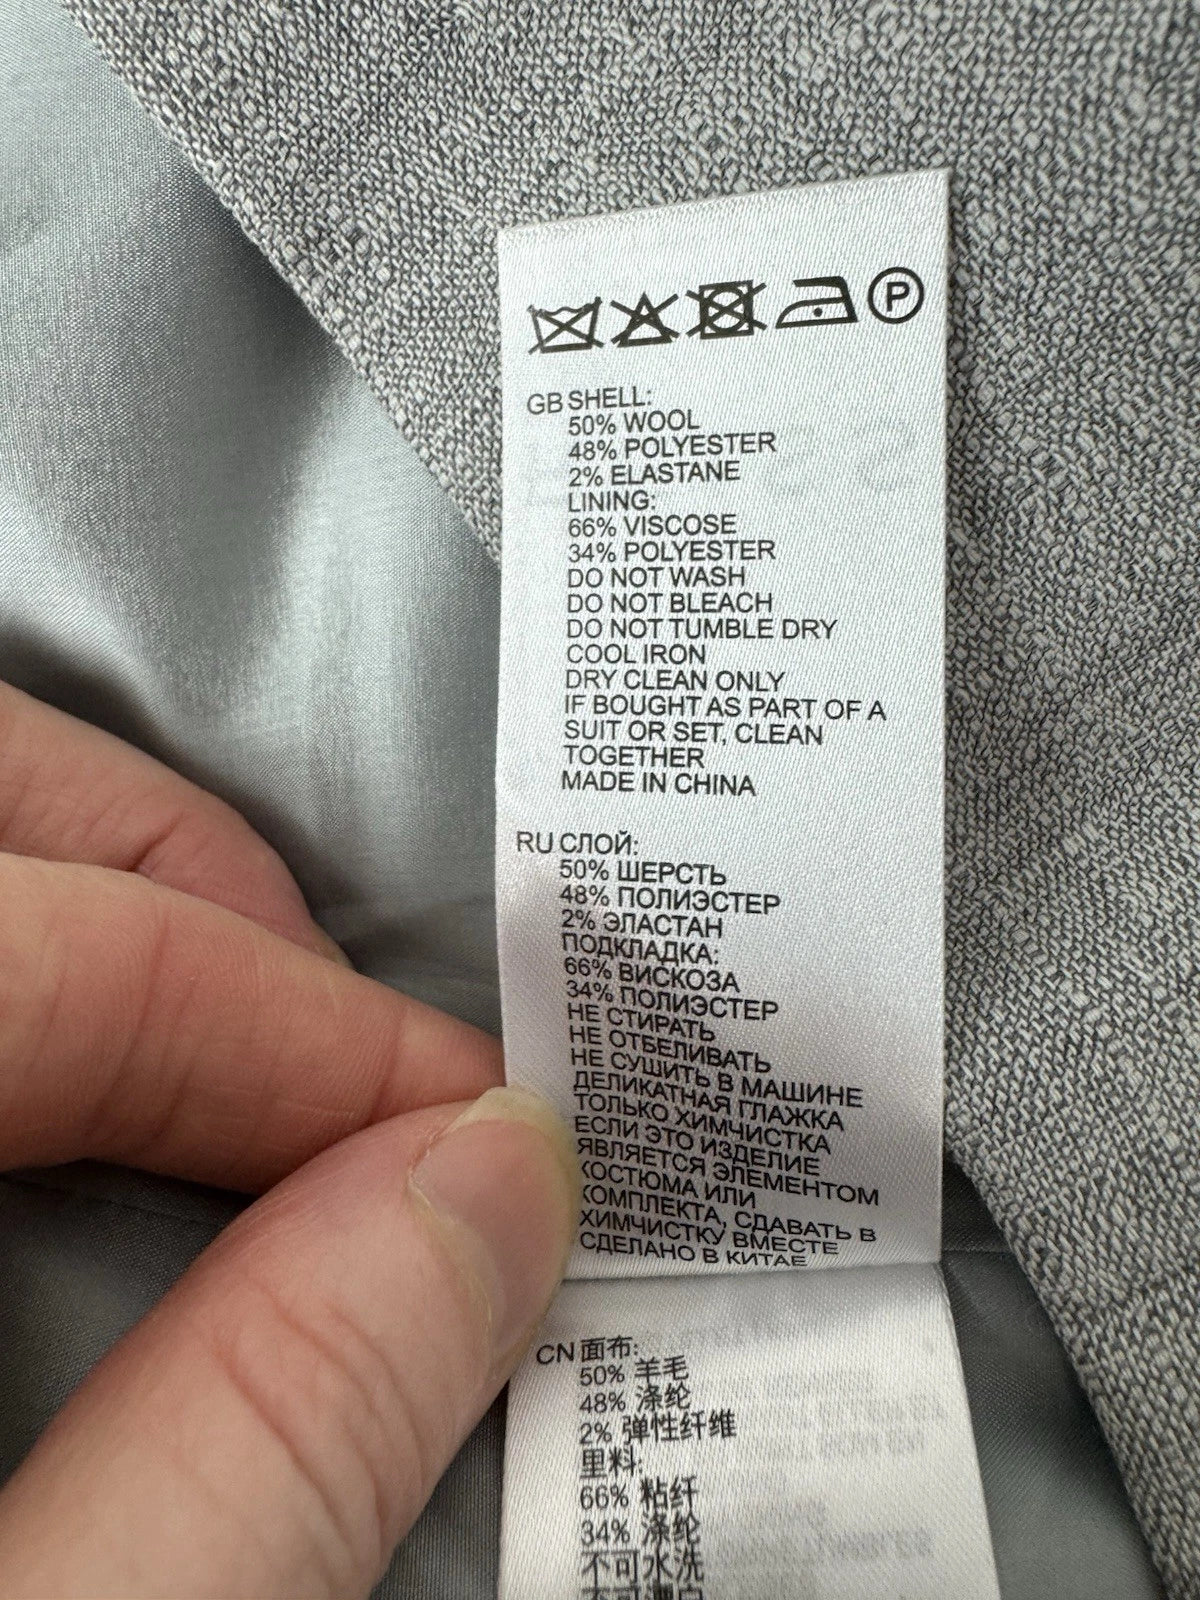 P
GB SHELL:
50% WOOL
48% POLYESTER
2% ELASTANE
LINING:
66% VISCOSE
34% POLYESTER
DO NOT WASH
DO NOT BLEACH
DO NOT TUMBLE DRY
COOL IRON
DRY CLEAN ONLY
IF BOUGHT AS PART OF A
SUIT OR SET, CLEAN
TOGETHER
MADE IN CHINA
RU СЛОЙ:
50% ШЕРСТЬ
48% ПОЛИЭСТЕР
2% ЭЛАСТАН
ПОДКЛАДКА:
66% ВИСКОЗА
34% ПОЛИЭСТЕР
НЕ СТИРАТЬ
НЕ ОТБЕЛИВАТЬ
НЕ СУШИТЬ В МАШИНЕ
ДЕЛИКАТНАЯ ГЛАЖКА
ТОЛЬКО ХИМЧИСТКА
ЕСЛИ ЭТО ИЗДЕЛИЕ
ЯВЛЯЕТСЯ ЭЛЕМЕНТОМ
КОСТЮМА ИЛИ
КОМПЛЕКТА, СДАВАТЬ В
ХИМЧИСТКУ ВМЕСТЕ
СДЕЛАНО В КИТАЕ
CN 面布:
50% 羊毛
48% 涤纶
2% 弹性纤维
里料:
66% 粘纤
34% 涤纶
不可水洗